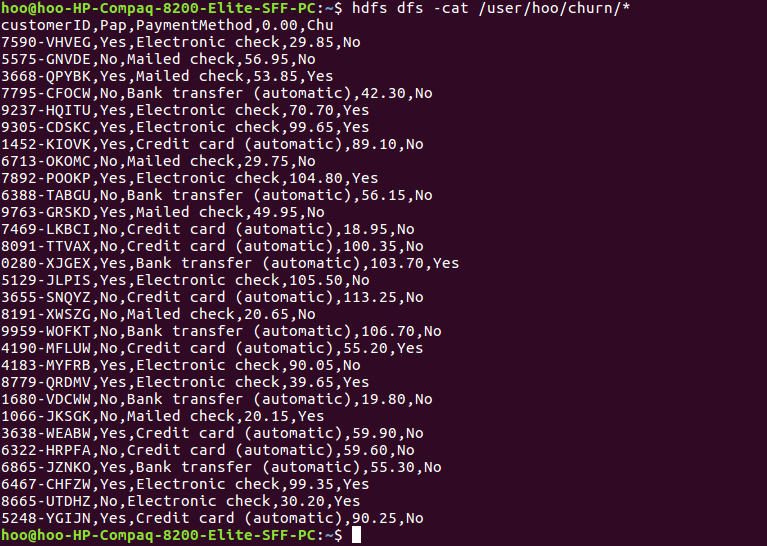 hoo@hoo-HP-Compaq-8200-Elite-SFF-PC:~$ hdfs dfs -cat /user/hoo/churn/*
customerID,Pap,PaymentMethod,0.00,Chu
7590-VHVEG,Yes,Electronic check,29.85,No
5575-GNVDE,No,Mailed check,56.95,No
3668-QPYBK,Yes,Mailed check,53.85,Yes
7795-CFOCW,No,Bank transfer (automatic),42.30,No
9237-HQITU,Yes,Electronic check,70.70,Yes
9305-CDSKC,Yes,Electronic check,99.65,Yes
1452-KIOVK,Yes,Credit card (automatic),89.10,No
6713-OKOMC,No,Mailed check,29.75,No
7892-POOKP,Yes,Electronic check,104.80,Yes
6388-TABGU,No,Bank transfer (automatic),56.15,No
9763-GRSKD,Yes,Mailed check,49.95,No
7469-LKBCI,No,Credit card (automatic),18.95,No
8091-TTVAX,No,Credit card (automatic),100.35,No
0280-XJGEX,Yes,Bank transfer (automatic),103.70,Yes
5129-JLPIS,Yes,Electronic check,105.50,No
3655-SNQYZ,No,Credit card (automatic),113.25,No
8191-XWSZG,No,Mailed check,20.65,No
9959-WOFKT,No,Bank transfer (automatic),106.70,No
4190-MFLUW,No,Credit card (automatic),55.20,Yes
4183-MYFRB,Yes,Electronic check,90.05,No
8779-QRDMV,Yes,Electronic check,39.65,Yes
1680-VDCWW,No,Bank transfer (automatic),19.80,No
1066-JKSGK,No,Mailed check,20.15,Yes
3638-WEABW,Yes,Credit card (automatic),59.90,No
6322-HRPFA,No,Credit card (automatic),59.60,No
6865-JZNKO,Yes,Bank transfer (automatic),55.30,No
6467-CHFZW,Yes,Electronic check,99.35,Yes
8665-UTDHZ,No,Electronic check,30.20,Yes
5248-YGIJN,Yes,Credit card (automatic),90.25,No
hoo@hoo-HP-Compaq-8200-Elite-SFF-PC:~$